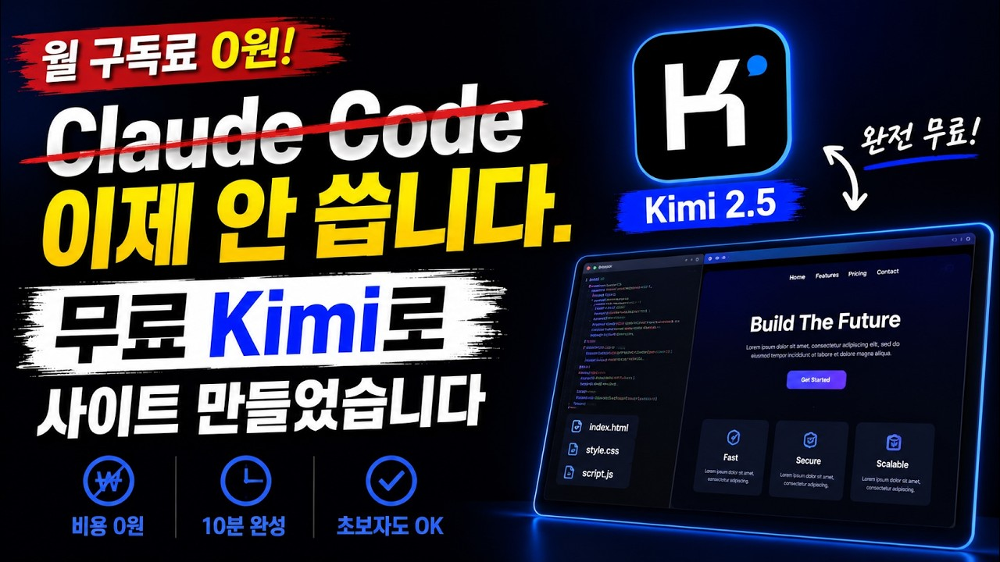 월 구독료 0원!
Claude Code
이제 안 씁니다.
무료 Kimi로
사이트 만들었습니다
비용 0원
10분 완성
초보자도 OK
K
Kimi 2.5
완전 무료!
Home Features Pricing Contact
Build The Future
Lorem ipsum dolor sit amet, consectetur adipiscing elit, sed do
eiusmod tempor incididunt ut labore et dolore magna aliqua.
Get Started
index.html
style.css
script.js
Fast
Lorem ipsum dolor sit amet,
consectetur adipiscing.
Secure
Lorem ipsum dolor sit amet,
consectetur adipiscing.
Scalable
Lorem ipsum dolor sit amet,
consectetur adipiscing.